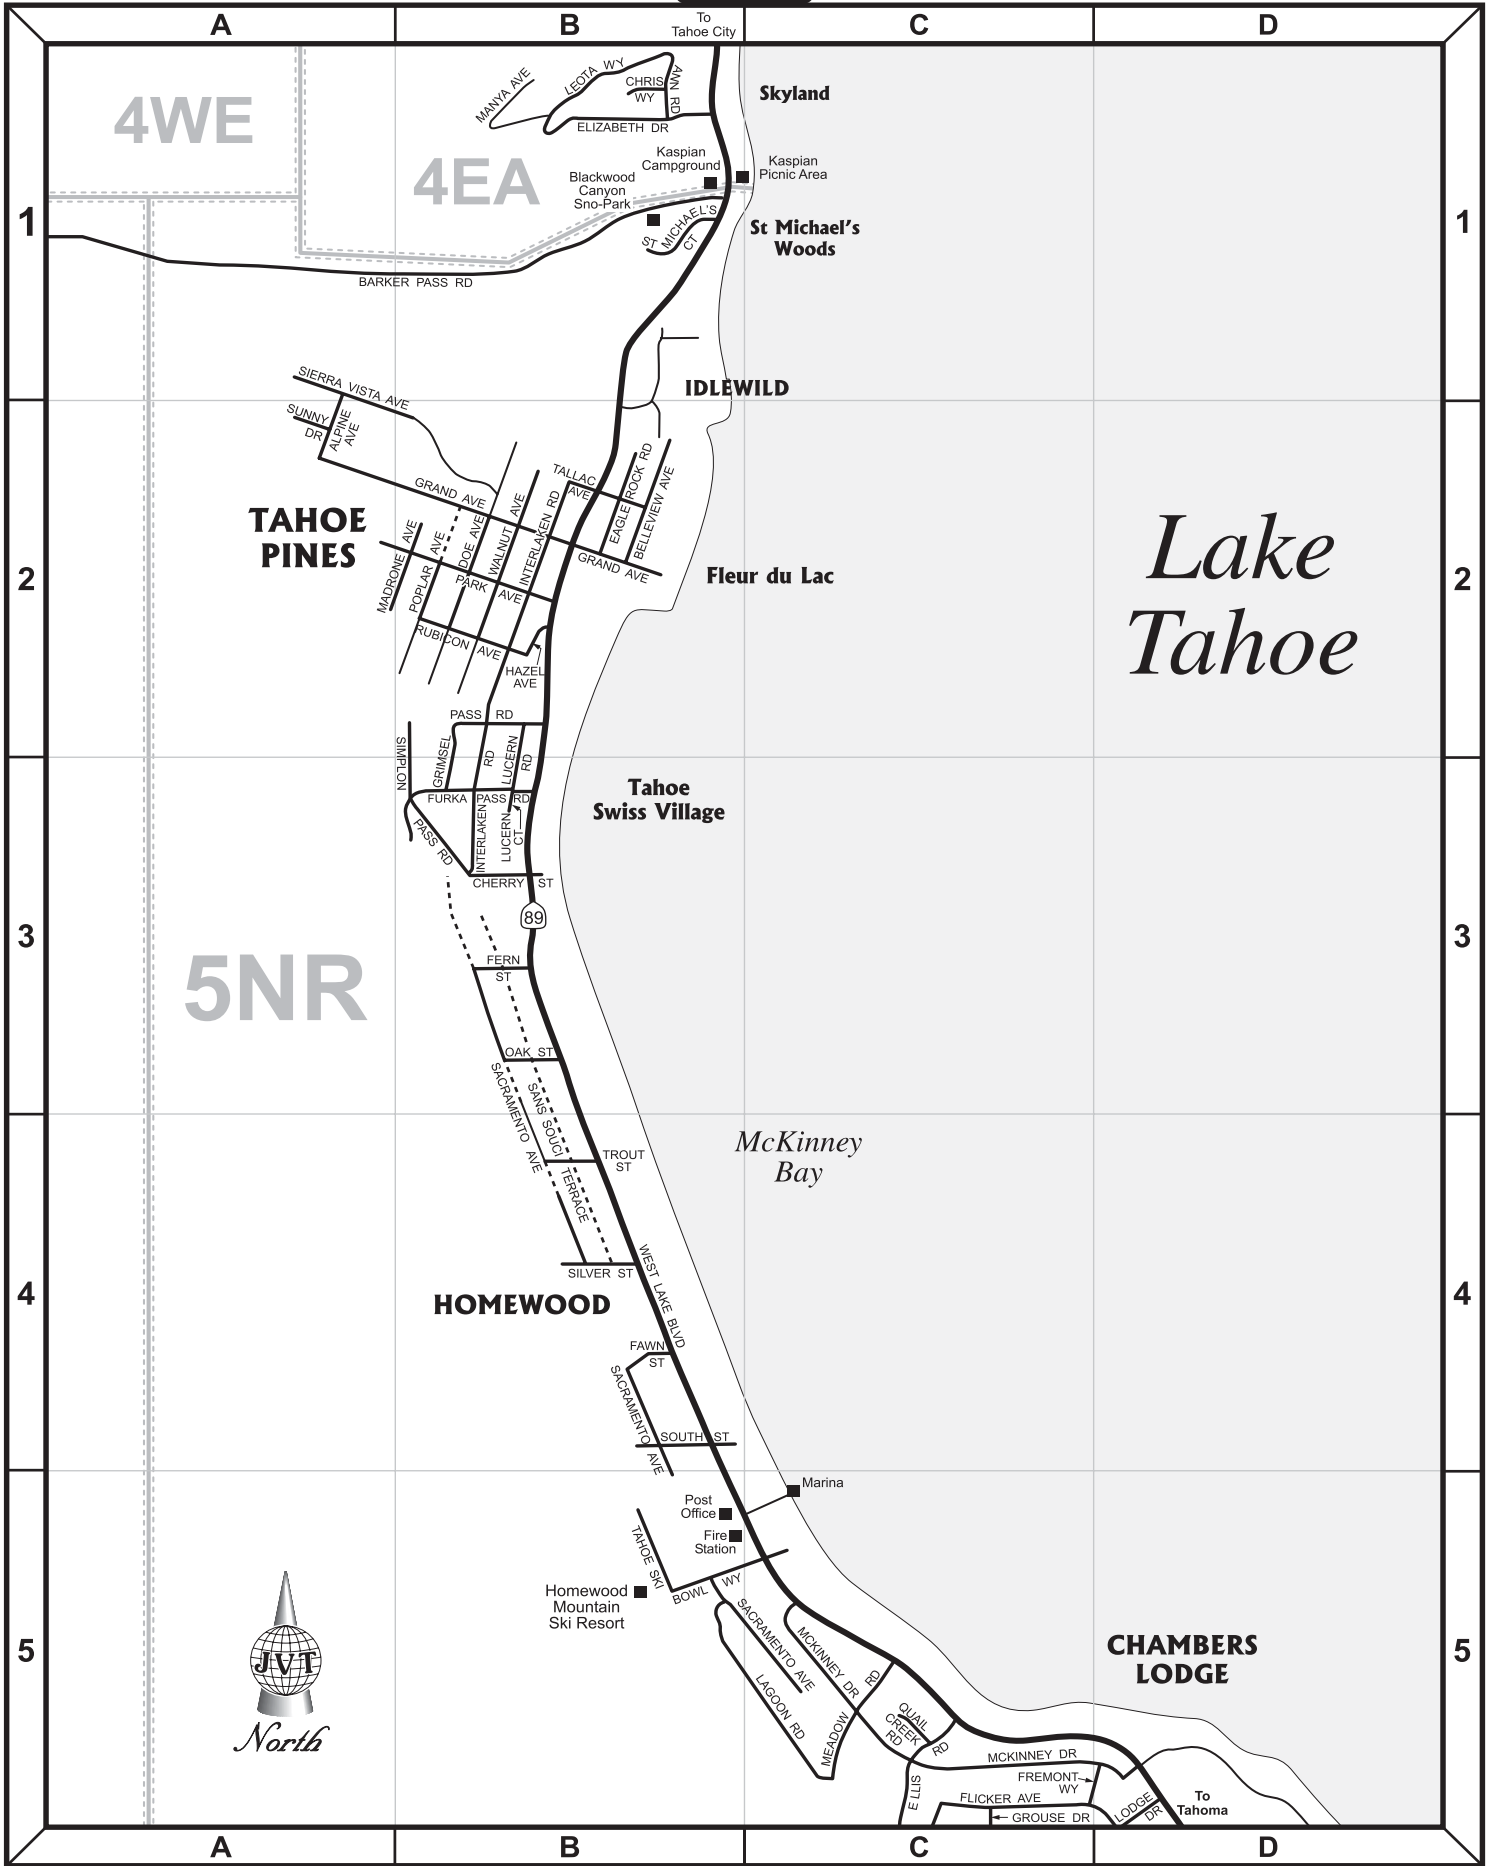 A
B
To
Tahoe City
C
D
4WE
4EA
MANYA AVE
LEOTA WY
CHRIS
WY
ANN RD
ELIZABETH DR
Skyland
Kaspian
Campground
Kaspian
Picnic Area
Blackwood
Canyon
Sno-Park
1
ST MICHAEL'S
CT
St Michael's
Woods
1
BARKER PASS RD
IDLEWILD
SIERRA VISTA AVE
SUNNY
DR
ALPINE
AVE
GRAND AVE
TALLAC
AVE
EAGLE ROCK RD
BELLEVIEW AVE
TAHOE
PINES
MADRONE AVE
POPLAR AVE
DOE AVE
WALNUT AVE
INTERLAKEN RD
PARK AVE
GRAND AVE
Fleur du Lac
Lake
Tahoe
2
2
RUBICON AVE
HAZEL
AVE
PASS RD
SIMPLON
GRIMSEL
RD
LUCERN
RD
FURKA PASS RD
PASS RD
INTERLAKEN
LUCERN
CT
Tahoe
Swiss Village
CHERRY ST
89
3
3
5NR
FERN
ST
OAK ST
SACRAMENTO AVE
SANS SOUCI
TERRACE
TROUT
ST
McKinney
Bay
SILVER ST
WEST LAKE BLVD
4
4
HOMEWOOD
FAWN
ST
SACRAMENTO AVE
SOUTH ST
Marina
Post
Office
Fire
Station
TAHOE SKI
BOWL WY
Homewood
Mountain
Ski Resort
SACRAMENTO AVE
MCKINNEY DR
LAGOON RD
MEADOW
RD
QUAIL
CREEK
RD
RD
5
5
CHAMBERS
LODGE
JVT
North
MCKINNEY DR
FREMONT
WY
ELLIS
FLICKER AVE
GROUSE DR
LODGE
DR
To
Tahoma
A
B
C
D